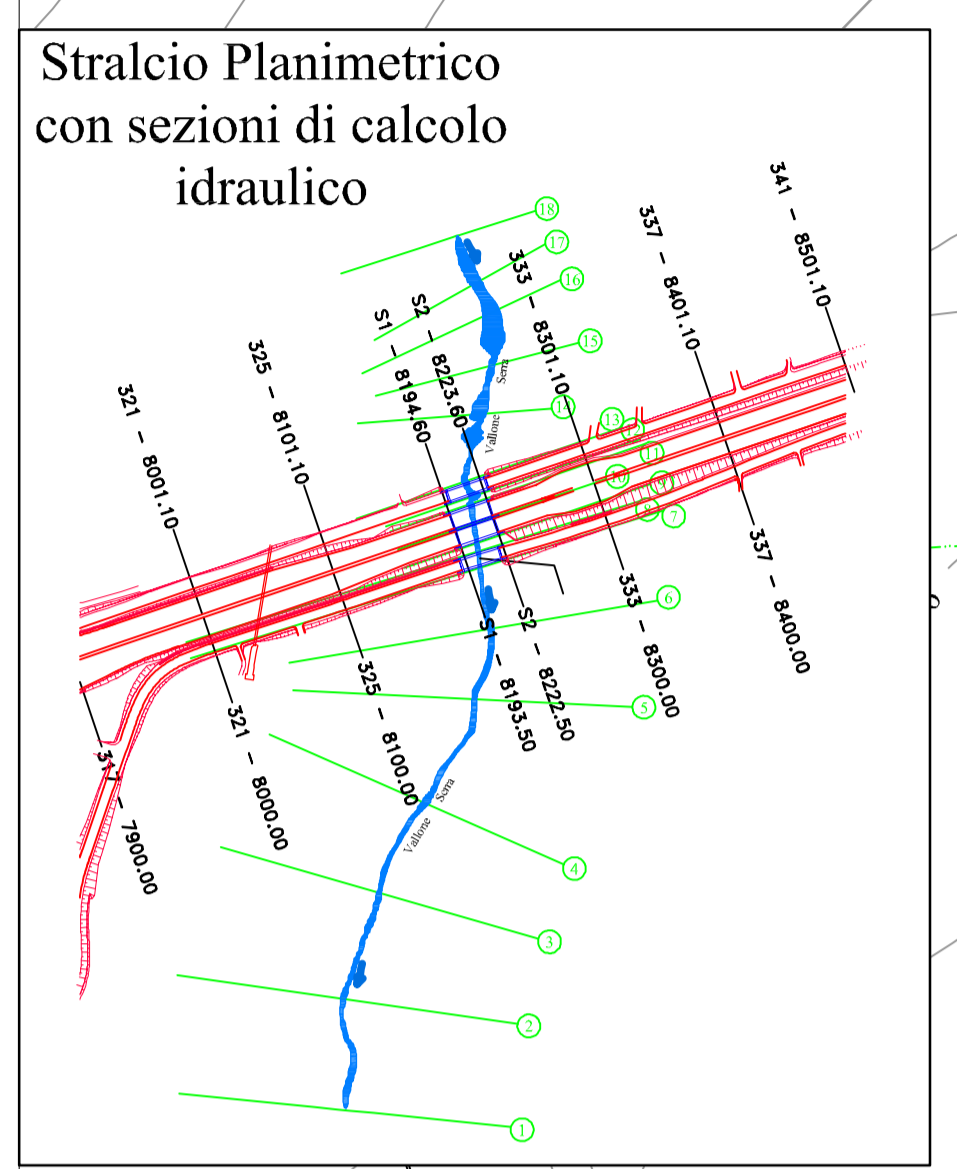 Stralcio Planimetrico
con sezioni di calcolo
idraulico
341 - 8501.10
337 - 8401.10
333 - 8301.10
S2 - 8223.60
S1 - 8194.60
325 - 8101.10
321 - 8001.10
18
17
16
15
14
13
12
11
10
8
7
6
5
4
3
2
1
Vallone Serra
Vallone Serra
337 - 8400.00
333 - 8300.00
S2 - 8222.50
S1 - 8193.50
325 - 8100.00
321 - 8000.00
317 - 7900.00